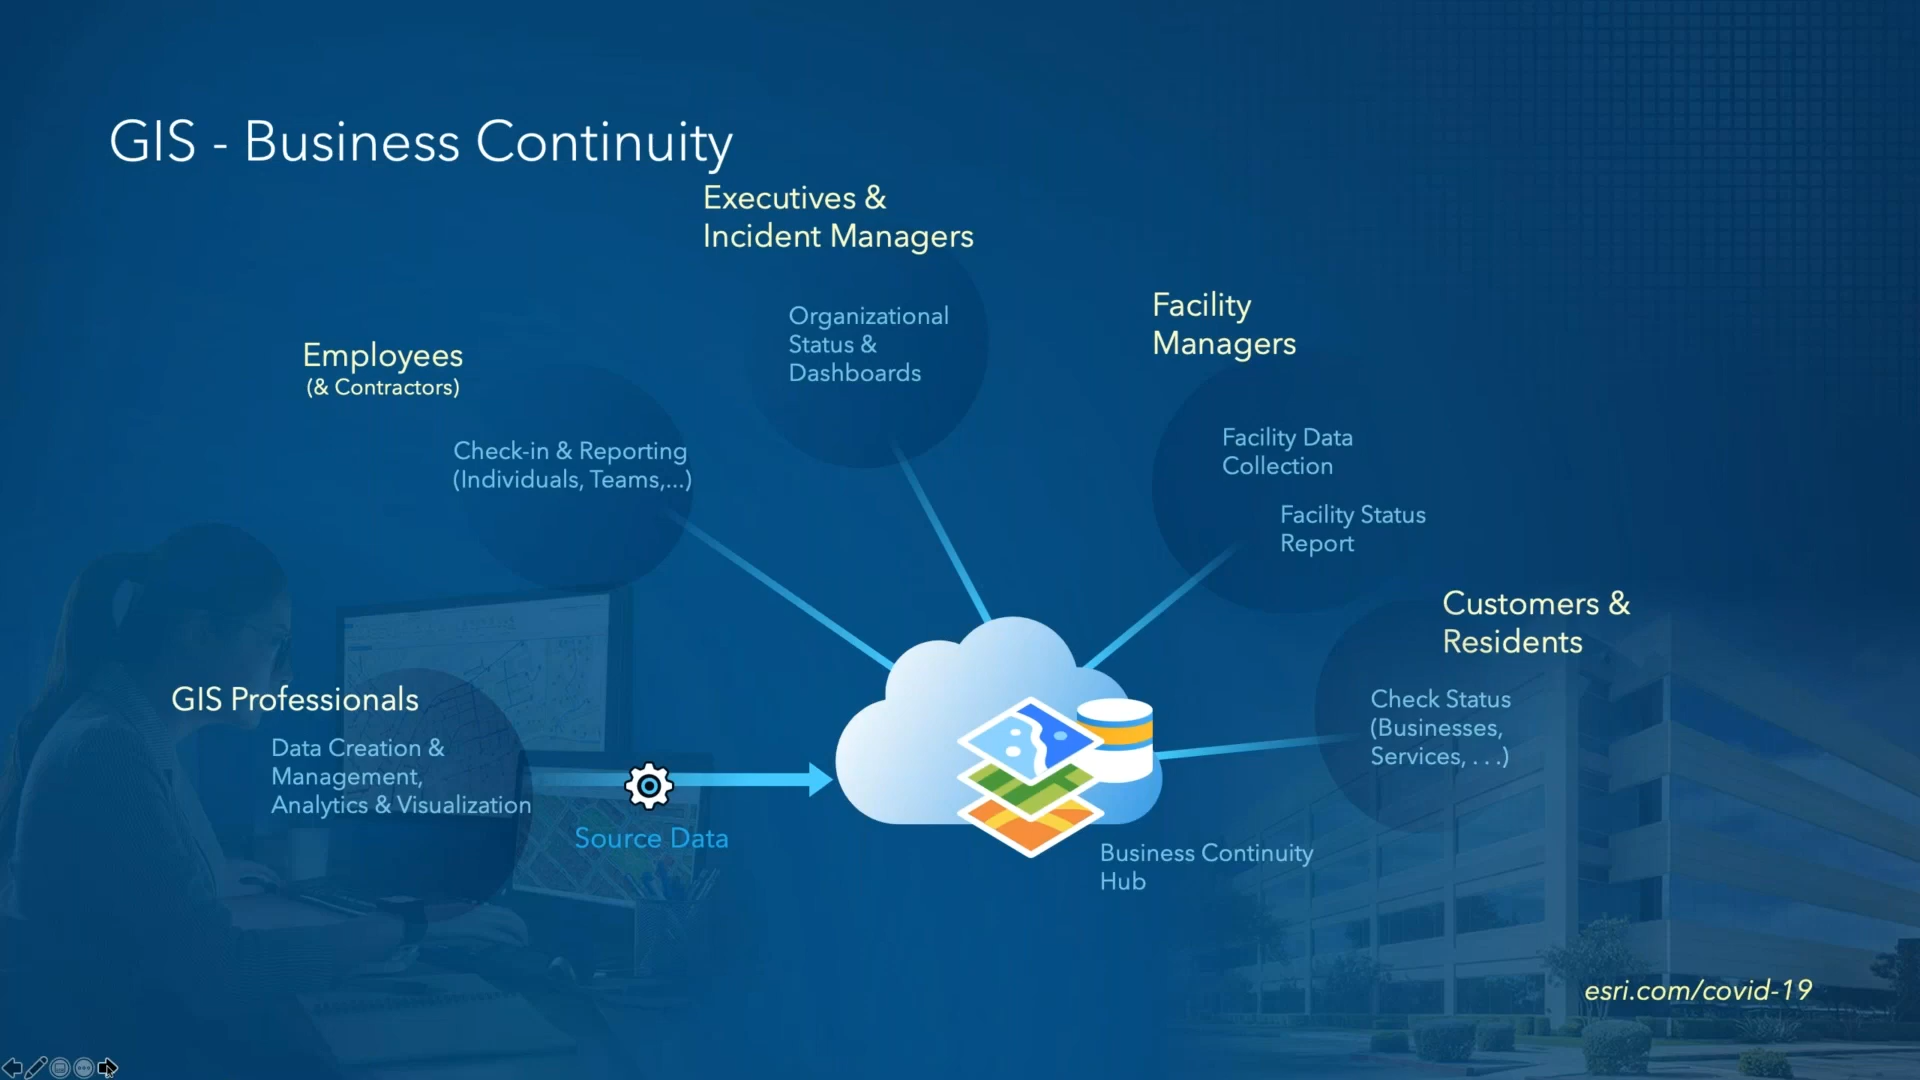 GIS - Business Continuity
Executives &
Incident Managers
Organizational
Status &
Dashboards
Facility
Managers
Facility Data
Collection
Facility Status
Report
Employees
(& Contractors)
Check-in & Reporting
(Individuals, Teams,...)
Customers &
Residents
Check Status
(Businesses,
Services, . . .)
GIS Professionals
Data Creation &
Management,
Analytics & Visualization
Source Data
Business Continuity
Hub
esri.com/covid-19